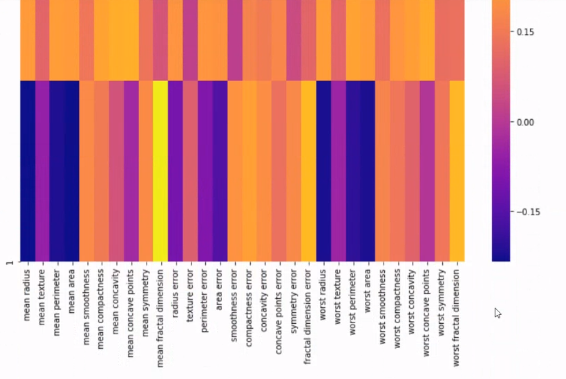 0.15
0.00
−0.15
1
mean radius
mean texture
mean perimeter
mean area
mean smoothness
mean compactness
mean concavity
mean concave points
mean symmetry
mean fractal dimension
radius error
texture error
perimeter error
area error
smoothness error
compactness error
concavity error
concave points error
symmetry error
fractal dimension error
worst radius
worst texture
worst perimeter
worst area
worst smoothness
worst compactness
worst concavity
worst concave points
worst symmetry
worst fractal dimension